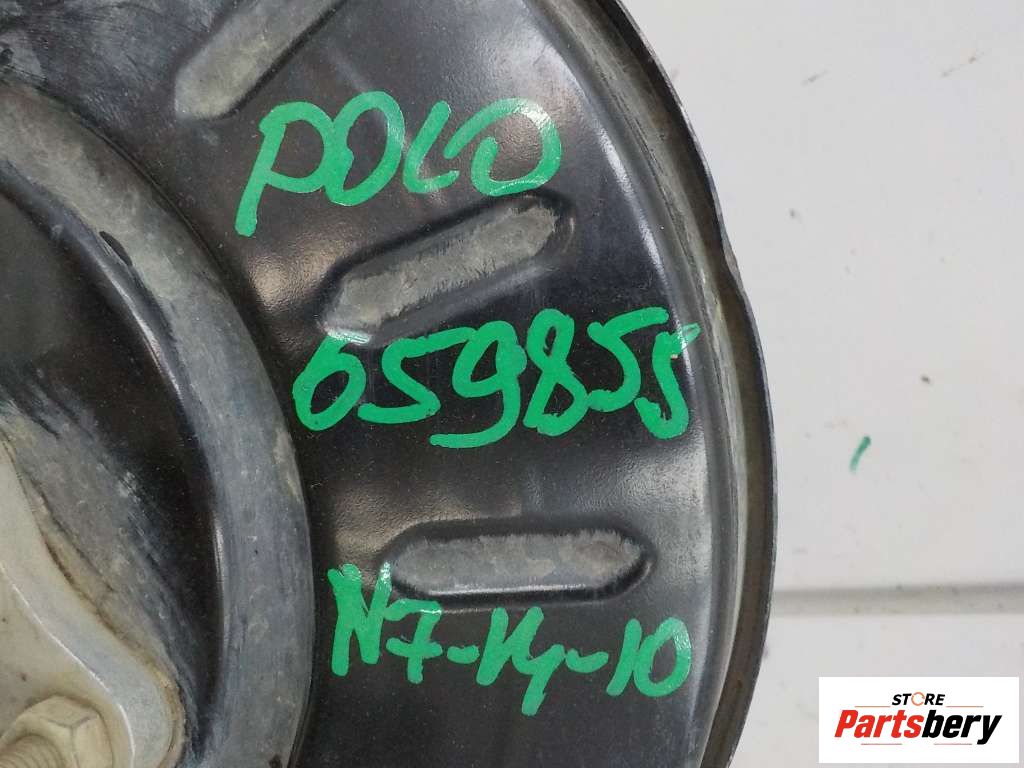 POLO
659855
N7-14-10
STORE
Partsbery